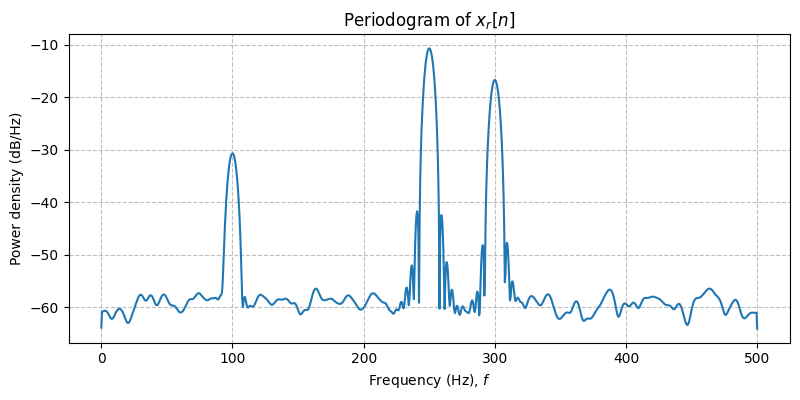 Periodogram of $x_r[n]$
Power density (dB/Hz)
−10
−20
−30
−40
−50
−60
0 100 200 300 400 500
Frequency (Hz), $f$